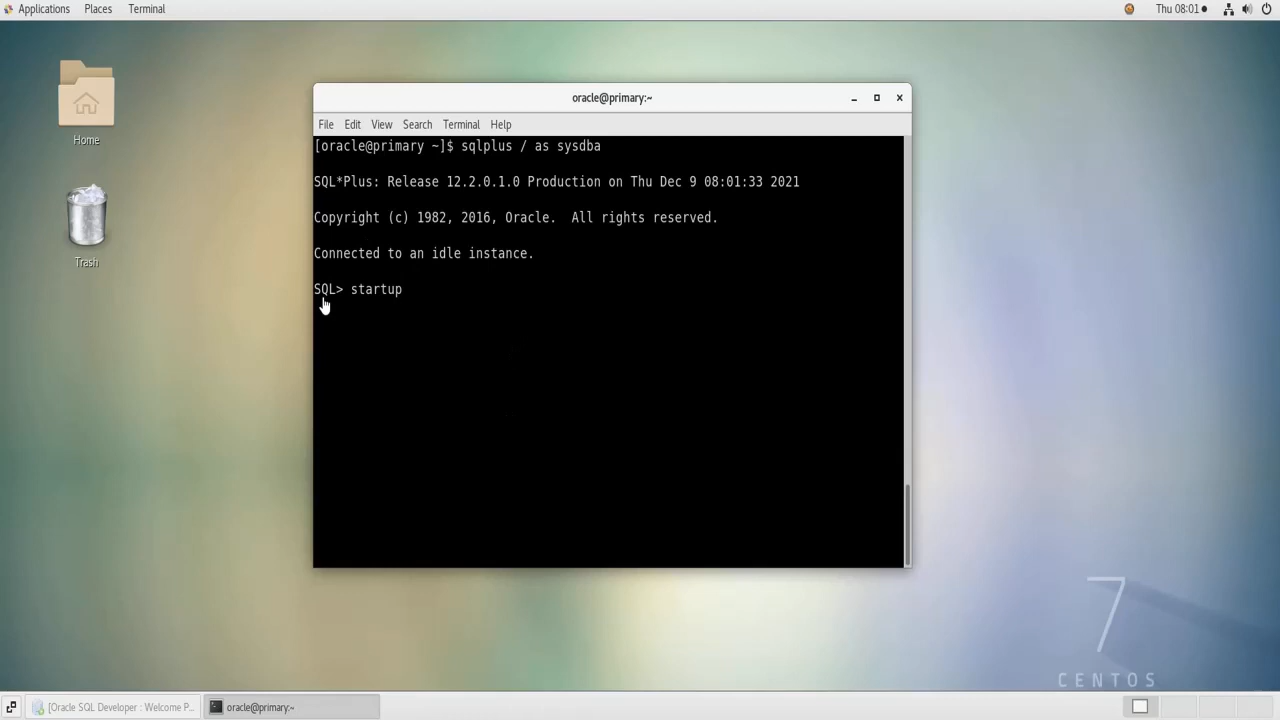 Applications Places Terminal Thu 08:01
Home
Trash
oracle@primary:~
File Edit View Search Terminal Help
[oracle@primary ~]$ sqlplus / as sysdba
SQL*Plus: Release 12.2.0.1.0 Production on Thu Dec 9 08:01:33 2021
Copyright (c) 1982, 2016, Oracle.  All rights reserved.
Connected to an idle instance.
SQL> startup
7
CENTOS
[Oracle SQL Developer : Welcome P... oracle@primary:~